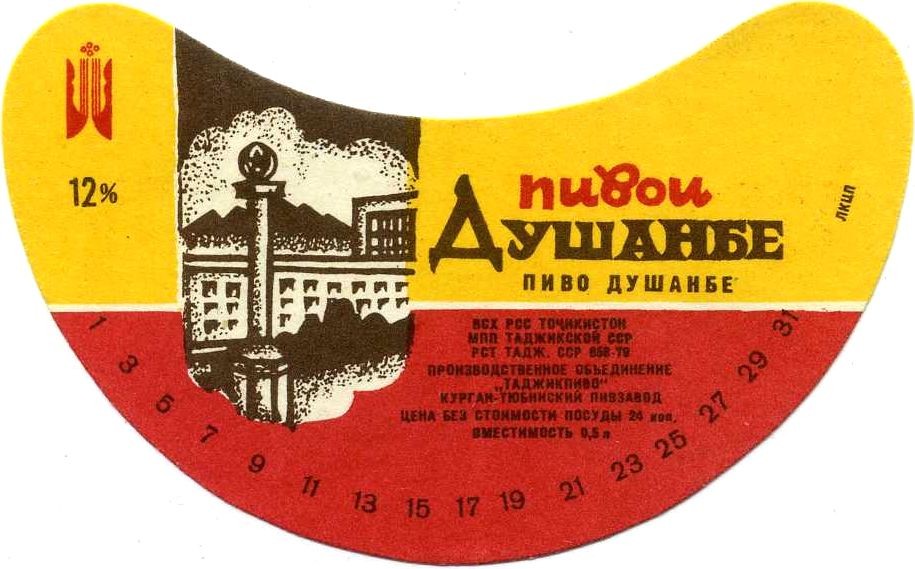 12%
пивои
ДУШАНБЕ
ПИВО ДУШАНБЕ
ЛКЦП
ВСХ РСС ТОҶИКИСТОН
МПП ТАДЖИКСКОЙ ССР
РСТ ТАДЖ. ССР 658-79
ПРОИЗВОДСТВЕННОЕ ОБЪЕДИНЕНИЕ
„ТАДЖИКПИВО“
КУРГАН-ТЮБИНСКИЙ ПИВЗАВОД
ЦЕНА БЕЗ СТОИМОСТИ ПОСУДЫ 24 коп.
ВМЕСТИМОСТЬ 0,5 л
1 3 5 7 9 11 13 15 17 19 21 23 25 27 29 31